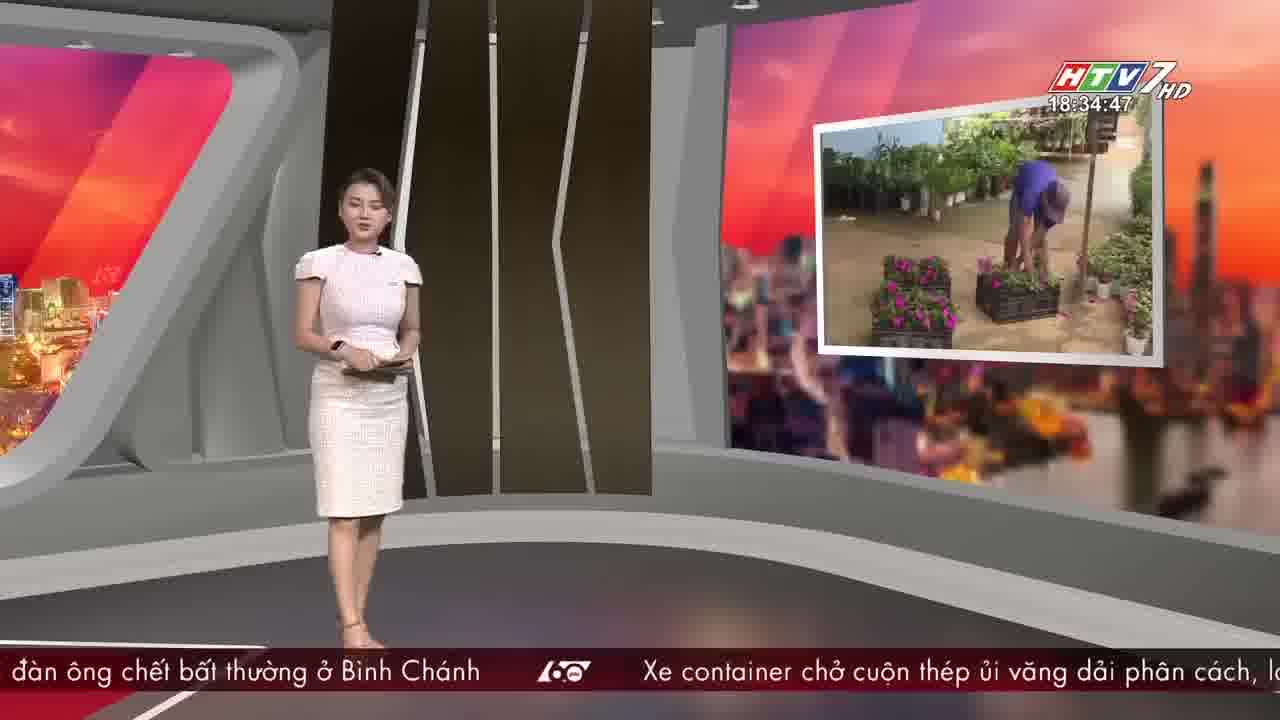 HTV7 HD
18:34:47
đàn ông chết bất thường ở Bình Chánh
60
Xe container chở cuộn thép ủi văng dải phân cách,